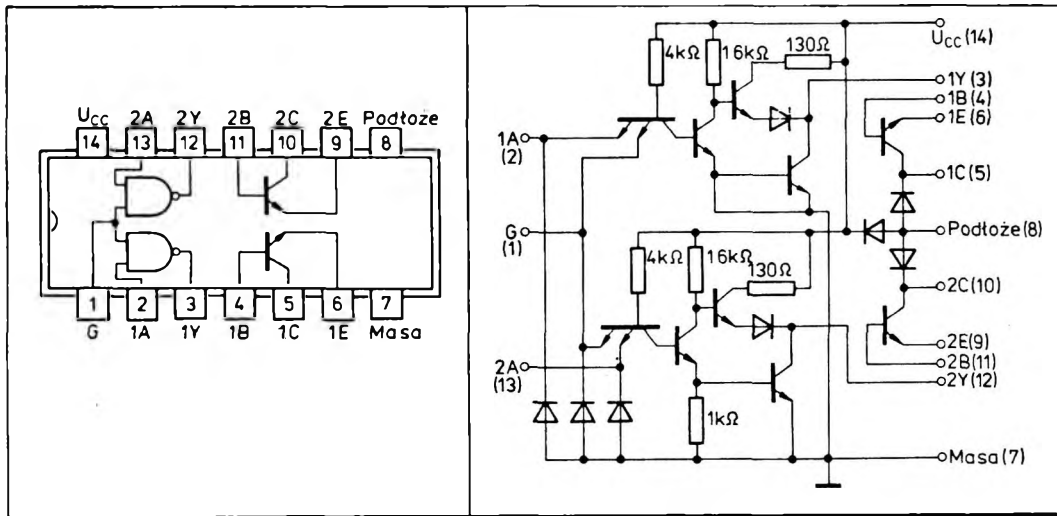 UCC 2A 2Y 2B 2C 2E Podłoże
14 13 12 11 10 9 8
1 2 3 4 5 6 7
G 1A 1Y 1B 1C 1E Masa
4kΩ 16kΩ 130Ω
UCC(14)
1Y(3)
1B(4)
1E(6)
1A
(2)
1C(5)
G
(1)
Podłoże(8)
4kΩ 16kΩ 130Ω
2C(10)
2E(9)
2A
(13)
2B(11)
2Y(12)
1kΩ
Masa(7)